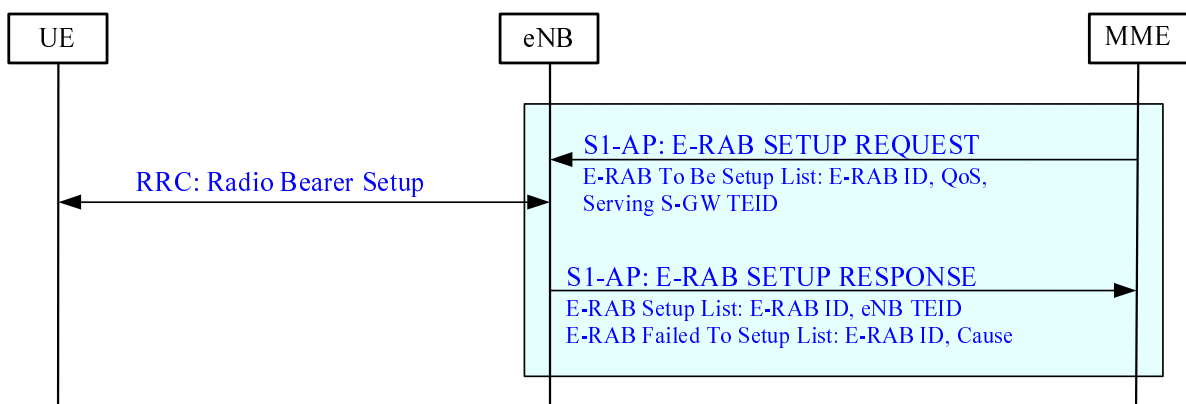 UE
eNB
MME
S1-AP: E-RAB SETUP REQUEST
E-RAB To Be Setup List: E-RAB ID, QoS,
Serving S-GW TEID
RRC: Radio Bearer Setup
S1-AP: E-RAB SETUP RESPONSE
E-RAB Setup List: E-RAB ID, eNB TEID
E-RAB Failed To Setup List: E-RAB ID, Cause